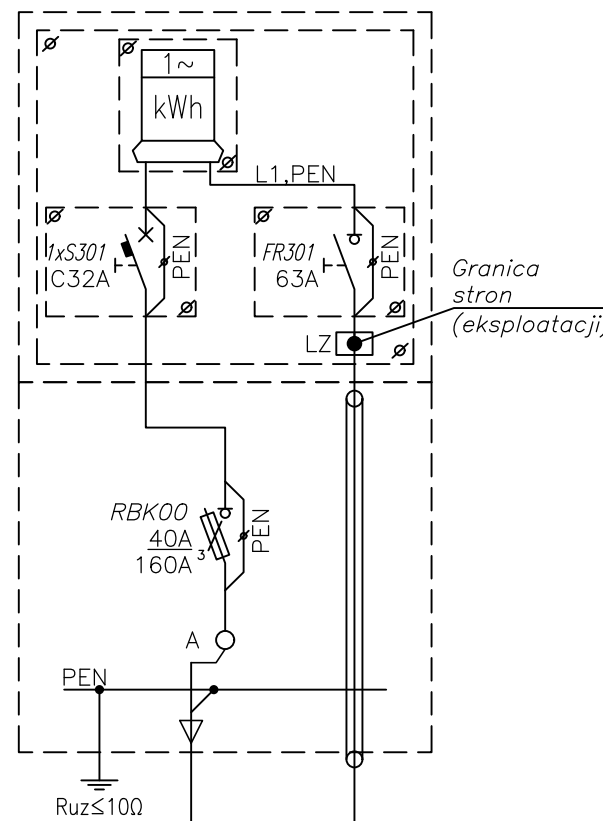 1~
kWh
L1,PEN
1xS301
C32A
PEN
FR301
63A
PEN
Granica
stron
(eksploatacji)
LZ
RBK00
40A
160A
3
PEN
A
PEN
Ruz≤10Ω